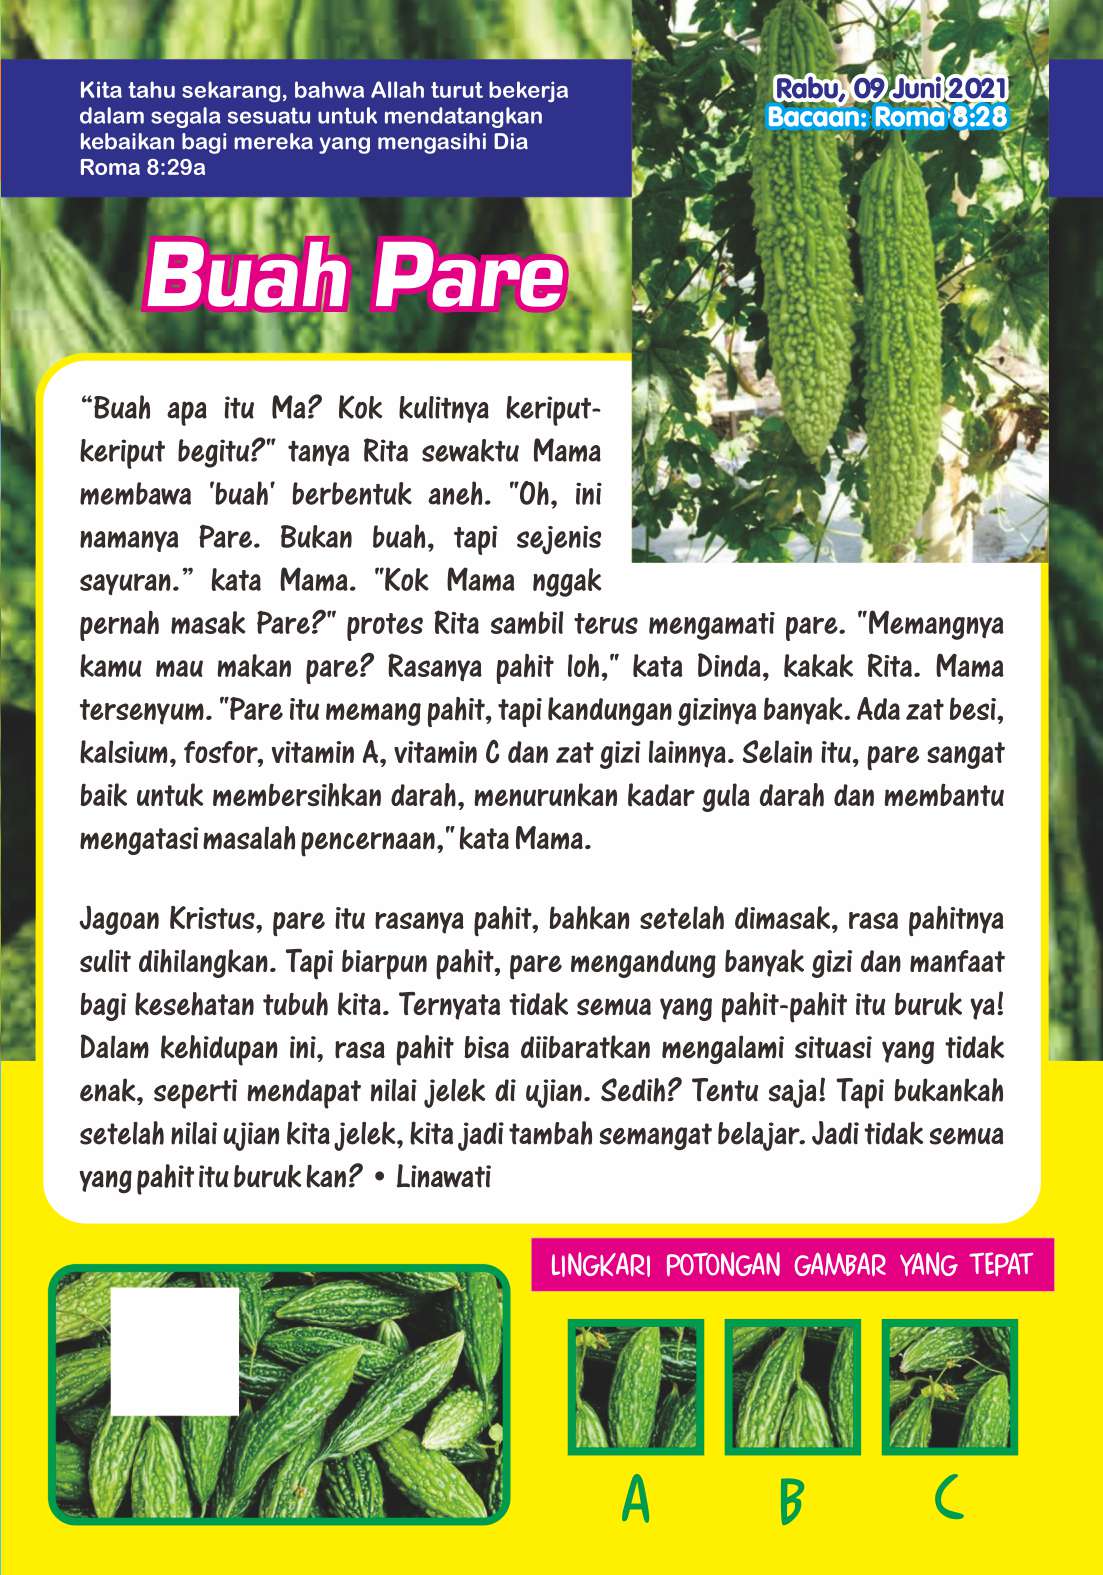 Kita tahu sekarang, bahwa Allah turut bekerja
dalam segala sesuatu untuk mendatangkan
kebaikan bagi mereka yang mengasihi Dia
Roma 8:29a
Rabu, 09 Juni 2021
Bacaan: Roma 8:28
Buah Pare
“Buah apa itu Ma? Kok kulitnya keriput-
keriput begitu?" tanya Rita sewaktu Mama
membawa 'buah' berbentuk aneh. "Oh, ini
namanya Pare. Bukan buah, tapi sejenis
sayuran.” kata Mama. "Kok Mama nggak
pernah masak Pare?" protes Rita sambil terus mengamati pare. "Memangnya
kamu mau makan pare? Rasanya pahit loh," kata Dinda, kakak Rita. Mama
tersenyum. "Pare itu memang pahit, tapi kandungan gizinya banyak. Ada zat besi,
kalsium, fosfor, vitamin A, vitamin C dan zat gizi lainnya. Selain itu, pare sangat
baik untuk membersihkan darah, menurunkan kadar gula darah dan membantu
mengatasi masalah pencernaan," kata Mama.
Jagoan Kristus, pare itu rasanya pahit, bahkan setelah dimasak, rasa pahitnya
sulit dihilangkan. Tapi biarpun pahit, pare mengandung banyak gizi dan manfaat
bagi kesehatan tubuh kita. Ternyata tidak semua yang pahit-pahit itu buruk ya!
Dalam kehidupan ini, rasa pahit bisa diibaratkan mengalami situasi yang tidak
enak, seperti mendapat nilai jelek di ujian. Sedih? Tentu saja! Tapi bukankah
setelah nilai ujian kita jelek, kita jadi tambah semangat belajar. Jadi tidak semua
yang pahit itu buruk kan? • Linawati
LINGKARI POTONGAN GAMBAR YANG TEPAT
A B C